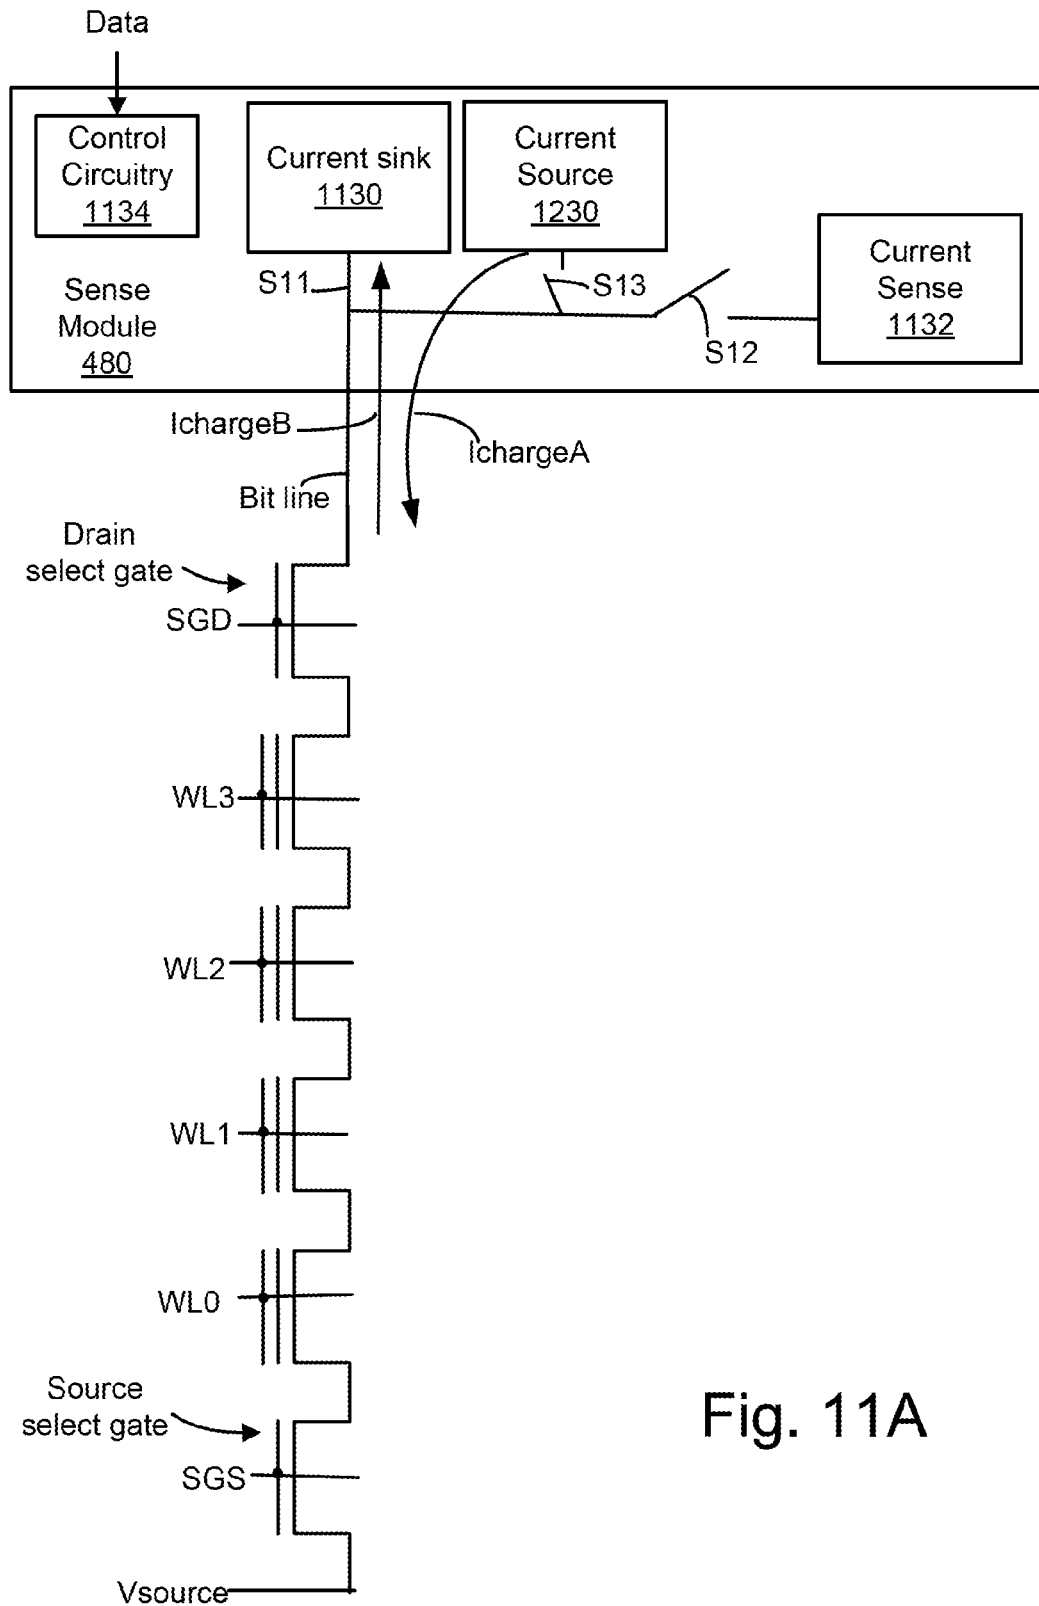 Data
Control
Circuitry
1134
Current sink
1130
Current
Source
1230
Current
Sense
1132
Sense
Module
480
S11
S13
S12
IchargeB
IchargeA
Bit line
Drain
select gate
SGD
WL3
WL2
WL1
WL0
Source
select gate
SGS
Vsource
Fig. 11A